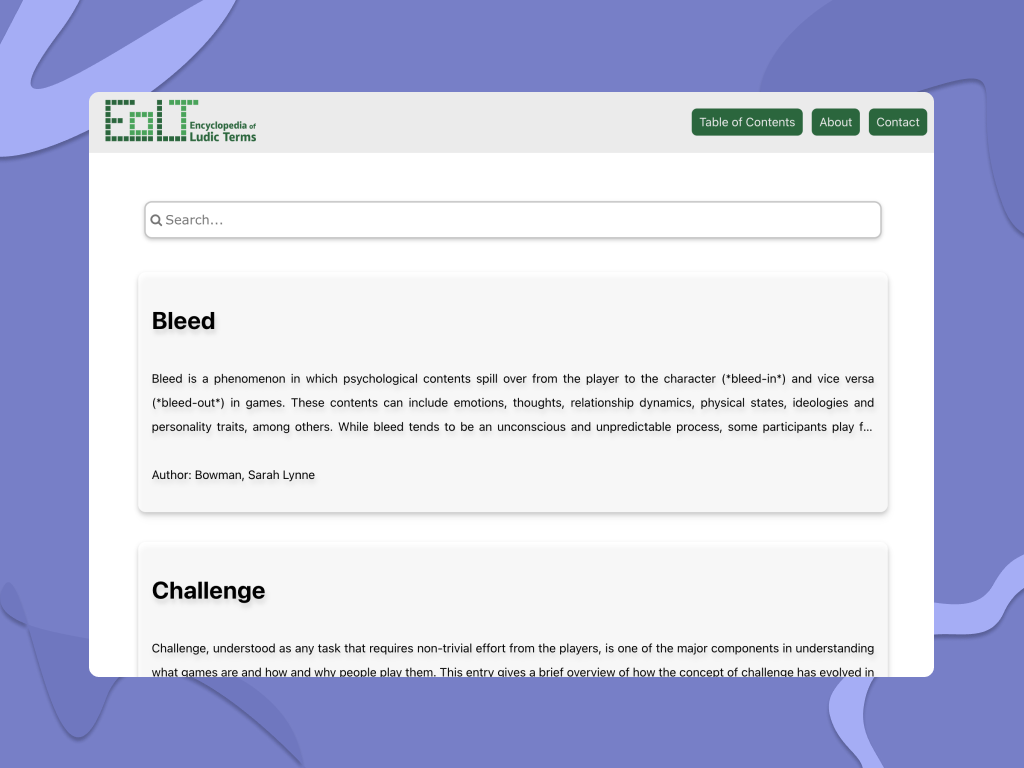 EoLT Encyclopedia of
Ludic Terms
Table of Contents About Contact
Search...
Bleed
Bleed is a phenomenon in which psychological contents spill over from the player to the character (*bleed-in*) and vice versa
(*bleed-out*) in games. These contents can include emotions, thoughts, relationship dynamics, physical states, ideologies and
personality traits, among others. While bleed tends to be an unconscious and unpredictable process, some participants play f...
Author: Bowman, Sarah Lynne
Challenge
Challenge, understood as any task that requires non-trivial effort from the players, is one of the major components in understanding
what games are and how and why people play them. This entry gives a brief overview of how the concept of challenge has evolved in